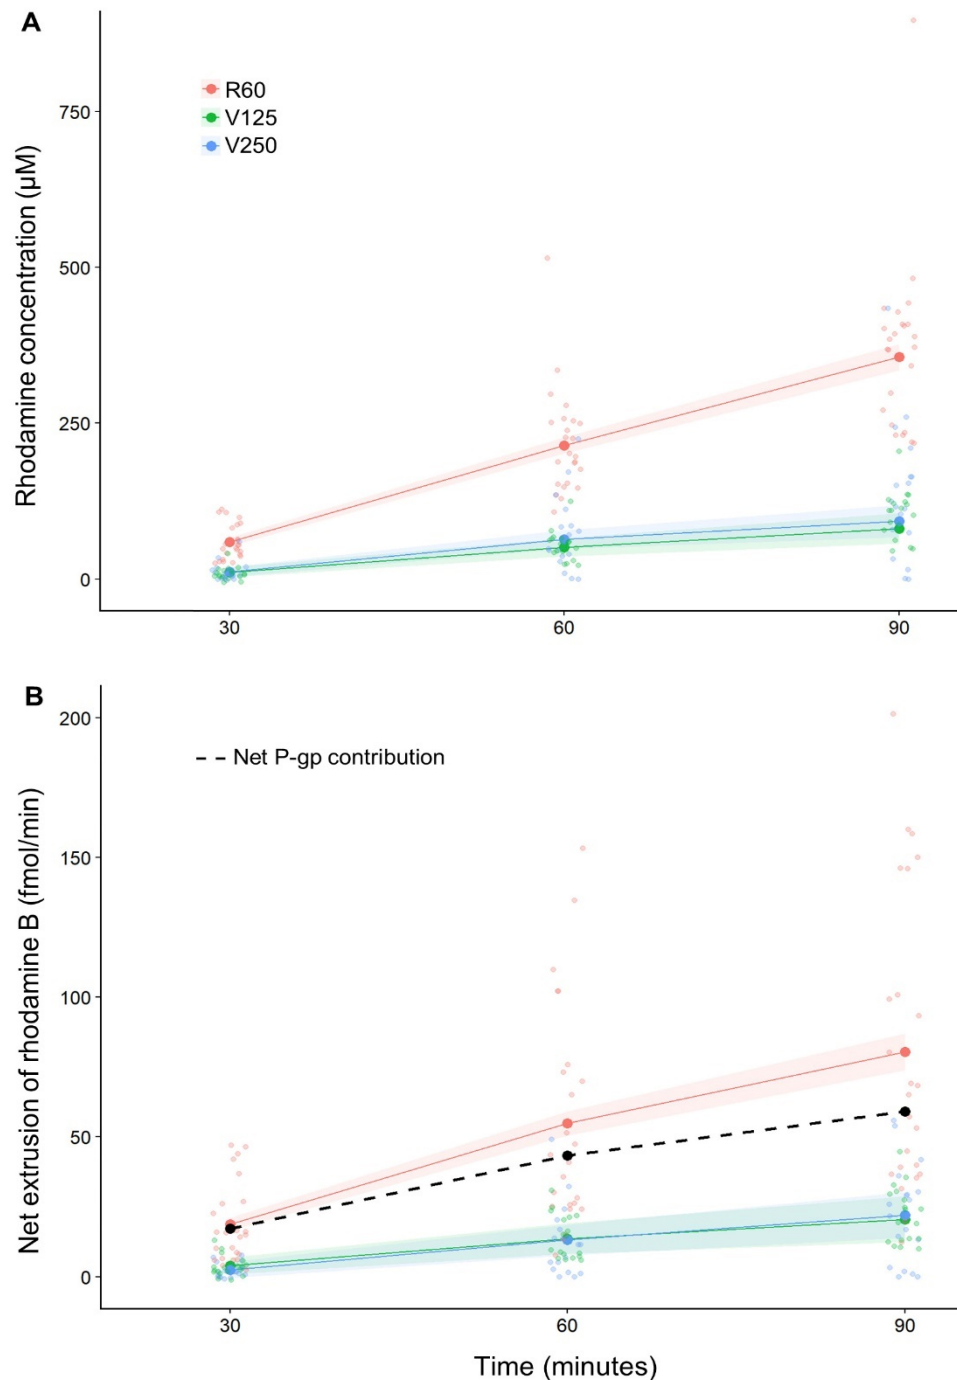 A
Rhodamine concentration (μM)
750
500
250
0
R60
V125
V250
30 60 90
B
Net extrusion of rhodamine B (fmol/min)
200
150
100
50
0
Net P-gp contribution
30 60 90
Time (minutes)